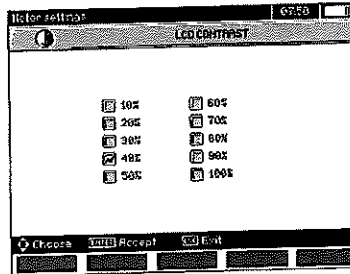 Meter settings 07:58
LCD CONTRAST
10% 60%
20% 70%
30% 80%
40% 90%
50% 100%
Choose ENTER Accept ESC Exit